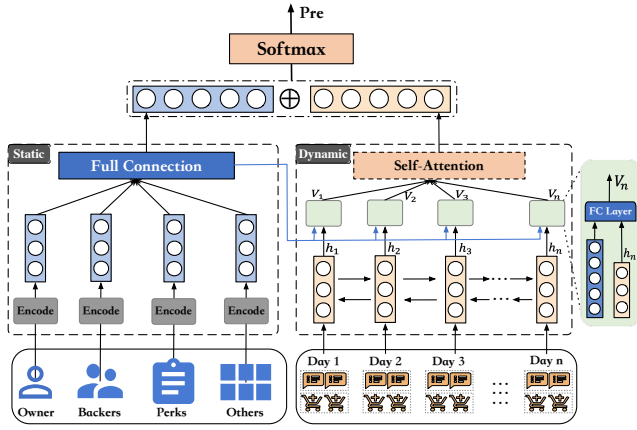 Pre
Softmax
Static
Full Connection
Dynamic
Self-Attention
V₁ V₂ V₃ Vₙ
Vₙ
FC Layer
hₙ
h₁ h₂ h₃ hₙ
Encode Encode Encode Encode
Owner Backers Perks Others
Day 1 Day 2 Day 3 Day n